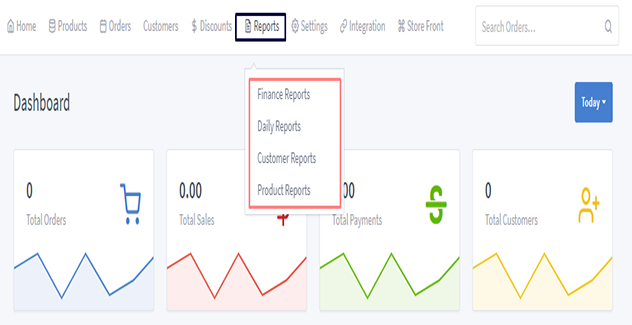 Home Products Orders Customers Discounts Reports Settings Integration Store Front Search Orders...
Finance Reports
Dashboard Today
Daily Reports
Customer Reports
Product Reports
0 0.00 .00 0
Total Orders Total Sales Total Payments Total Customers